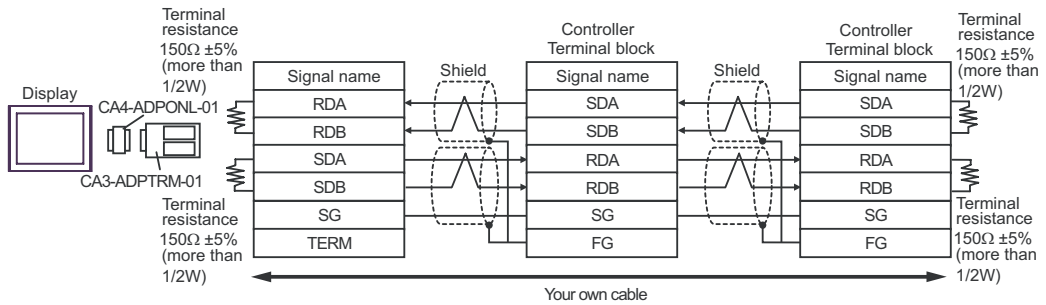 Terminal
resistance
150Ω ±5%
(more than
1/2W)
Display
CA4-ADPONL-01
CA3-ADPTRM-01
Terminal
resistance
150Ω ±5%
(more than
1/2W)
Signal name
RDA
RDB
SDA
SDB
SG
TERM
Shield
Controller
Terminal block
Signal name
SDA
SDB
RDA
RDB
SG
FG
Shield
Controller
Terminal block
Signal name
SDA
SDB
RDA
RDB
SG
FG
Terminal
resistance
150Ω ±5%
(more than
1/2W)
Terminal
resistance
150Ω ±5%
(more than
1/2W)
Your own cable